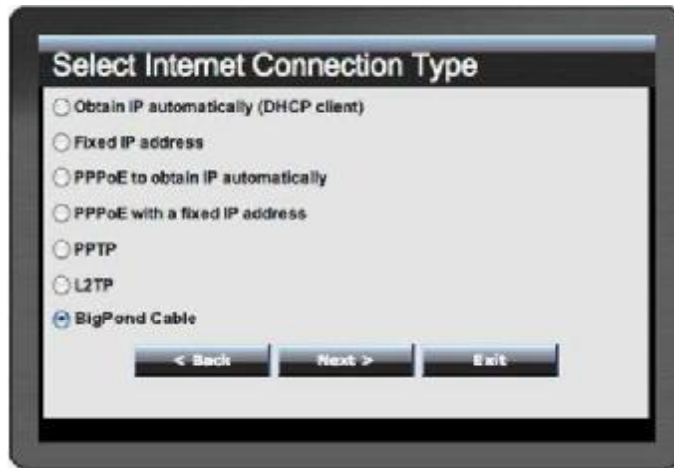 Select Internet Connection Type
Obtain IP automatically (DHCP client)
Fixed IP address
PPPoE to obtain IP automatically
PPPoE with a fixed IP address
PPTP
L2TP
BigPond Cable
< Back Next > Exit